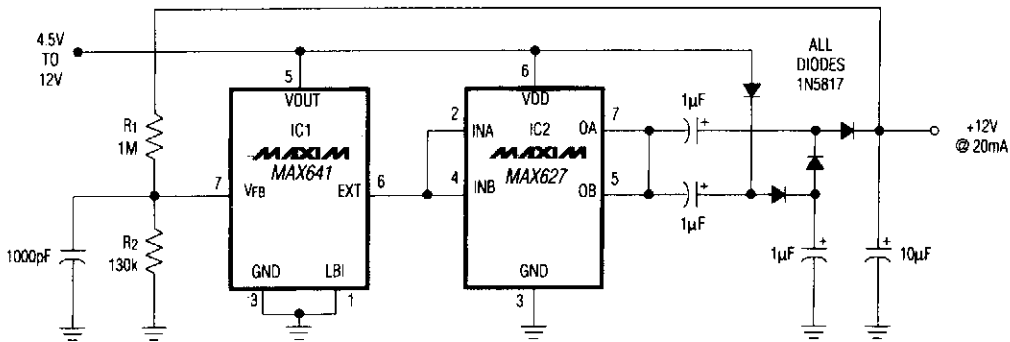 4.5V
TO
12V
ALL
DIODES
1N5817
5
VOUT
IC1
MAXIM
MAX641
7
VFB
EXT
6
GND
LBI
3
1
R1
1M
R2
130k
1000pF
6
VDD
2
INA
IC2
OA
7
MAXIM
MAX627
4
INB
OB
5
GND
3
1µF
+
+
1µF
1µF
+
+
10µF
+12V
@ 20mA